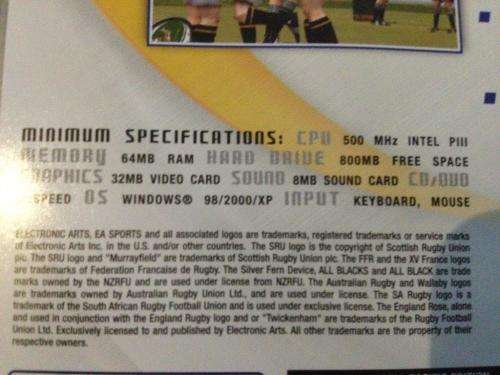 MINIMUM SPECIFICATIONS: CPU 500 MHz INTEL PIII
MEMORY 64MB RAM HARD DRIVE 800MB FREE SPACE
GRAPHICS 32MB VIDEO CARD SOUND 8MB SOUND CARD CD/DVD
SPEED OS WINDOWS® 98/2000/XP INPUT KEYBOARD, MOUSE
ELECTRONIC ARTS, EA SPORTS and all associated logos are trademarks, registered trademarks or service marks
of Electronic Arts Inc. in the U.S. and/or other countries. The SRU logo is the copyright of Scottish Rugby Union
plc. The SRU logo and "Murrayfield" are trademarks of Scottish Rugby Union plc. The FFR and the XV France logos
are trademarks of Federation Francaise de Rugby. The Silver Fern Device, ALL BLACKS and ALL BLACK are trade
marks owned by the NZRFU and are used under license from NZRFU. The Australian Rugby and Wallaby logos
are trademarks owned by Australian Rugby Union Ltd., and are used under license. The SA Rugby logo is a
trademark of the South African Rugby Football Union and is used under exclusive license. The England Rose, alone
and used in conjunction with the England Rugby logo and or "Twickenham" are trademarks of the Rugby Football
Union Ltd. Exclusively licensed to and published by Electronic Arts. All other trademarks are the property of their
respective owners.